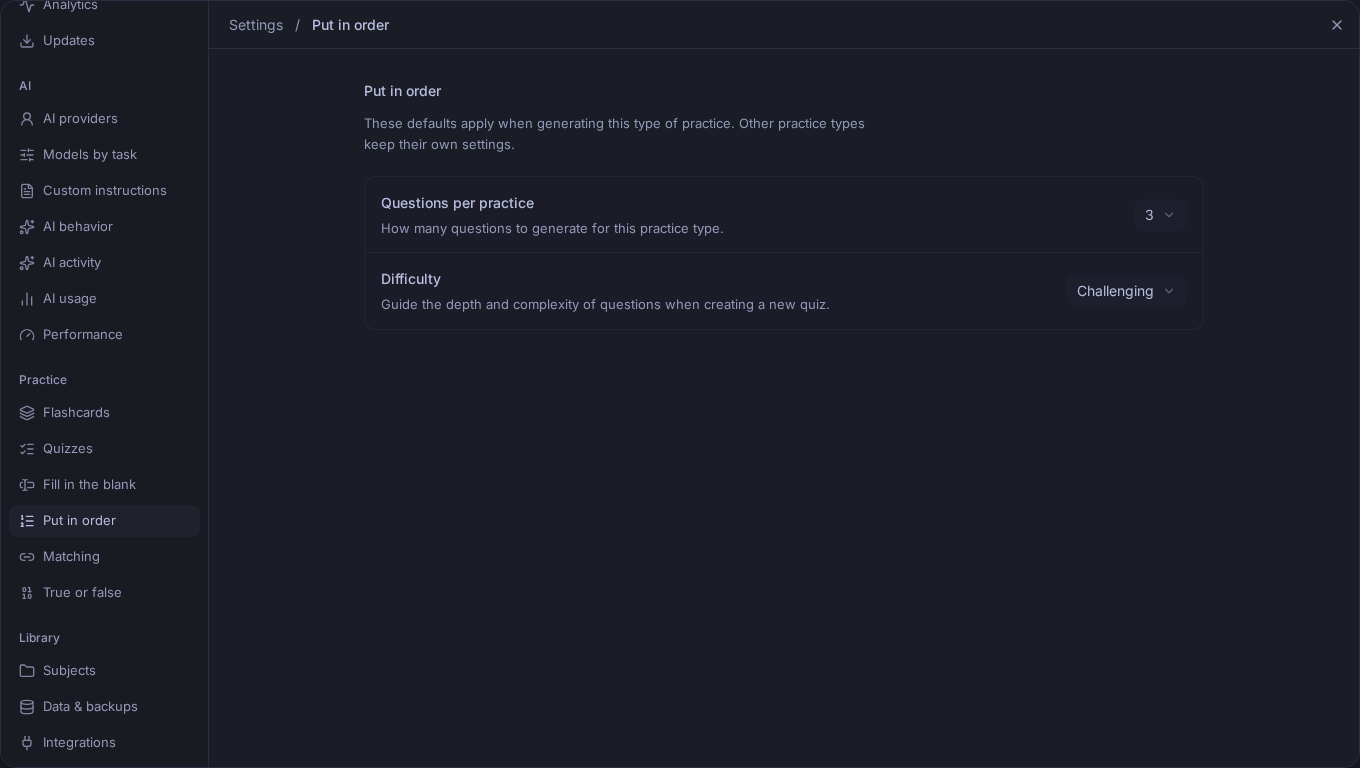 Analytics
Updates
AI
AI providers
Models by task
Custom instructions
AI behavior
AI activity
AI usage
Performance
Practice
Flashcards
Quizzes
Fill in the blank
Put in order
Matching
True or false
Library
Subjects
Data & backups
Integrations
Settings / Put in order
Put in order
These defaults apply when generating this type of practice. Other practice types
keep their own settings.
Questions per practice
How many questions to generate for this practice type.
3
Difficulty
Guide the depth and complexity of questions when creating a new quiz.
Challenging